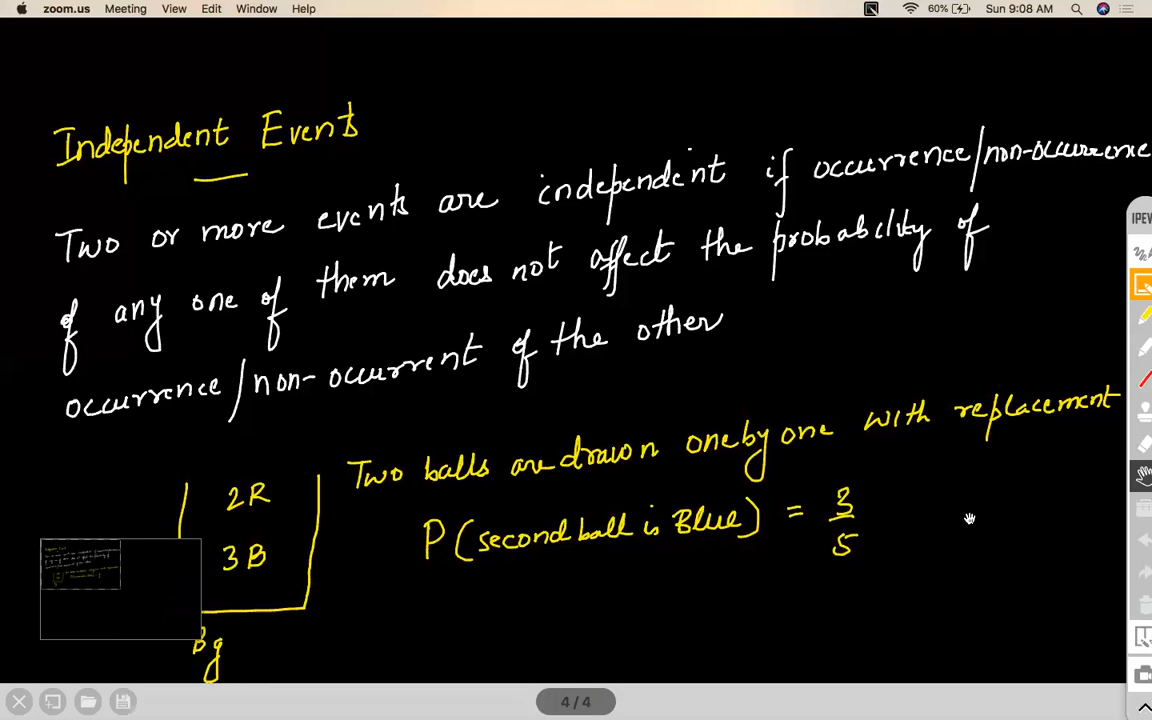 zoom.us Meeting View Edit Window Help 60% Sun 9:08 AM
Independent Events
Two or more events are independent if occurrence/non-occurrence
of any one of them does not affect the probability of
occurrence/non-occurrent of the other
Two balls are drawn one by one with replacement
2R
P(second ball is Blue) = 3/5
3B
4/4